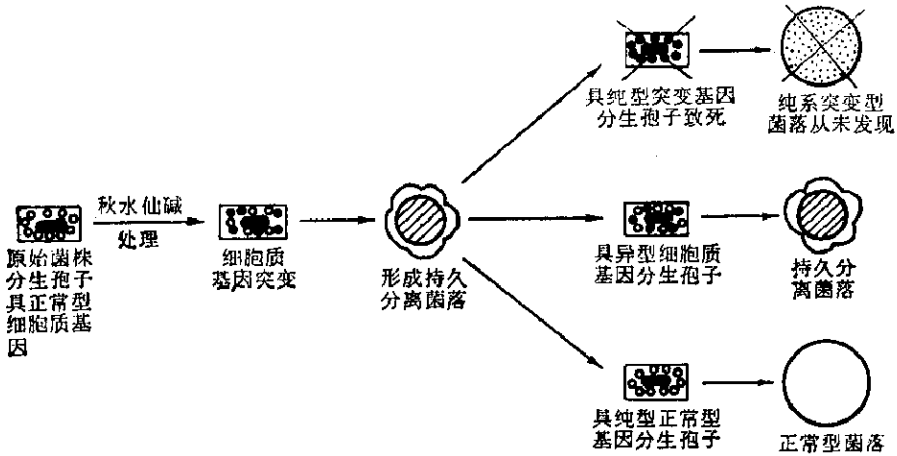 具纯型突变基因
分生孢子致死
纯系突变型
菌落从未发现
秋水仙碱
处理
原始菌株
分生孢子
具正常型
细胞质基
因
细胞质
基因突变
形成持久
分离菌落
具异型细胞质
基因分生孢子
持久分
离菌落
具纯型正常型
基因分生孢子
正常型菌落